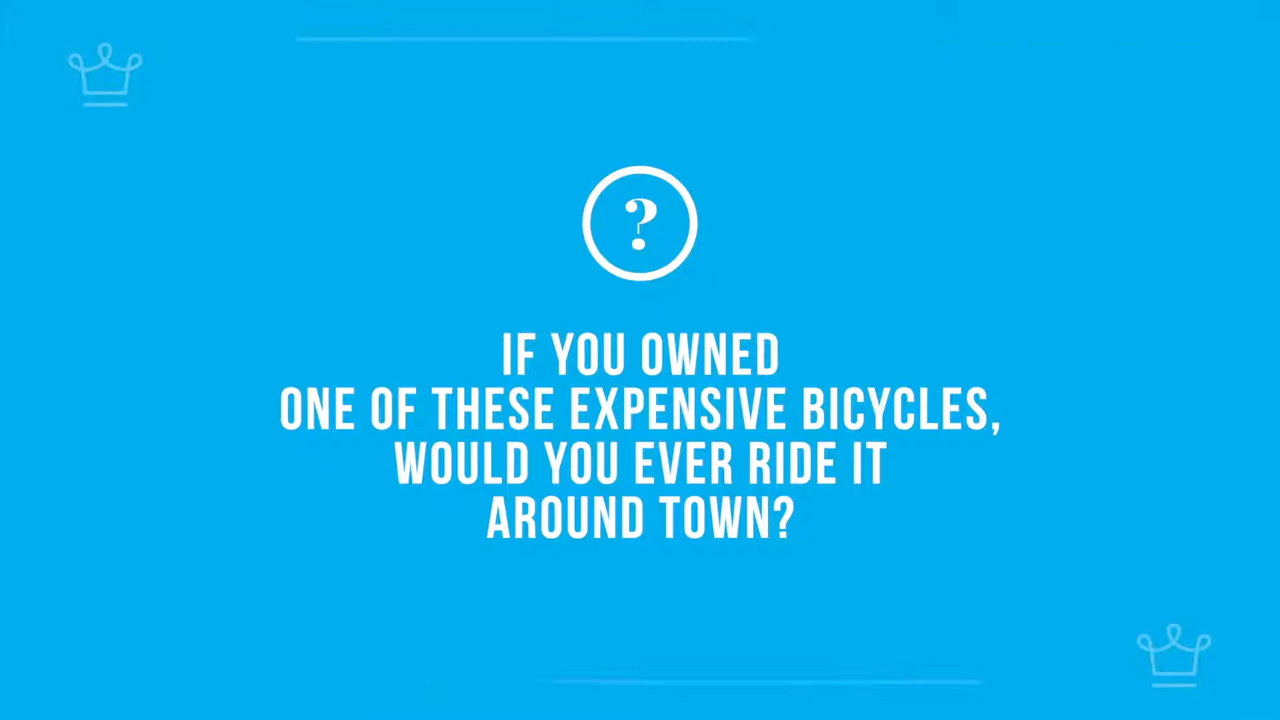 ?
IF YOU OWNED
ONE OF THESE EXPENSIVE BICYCLES,
WOULD YOU EVER RIDE IT
AROUND TOWN?